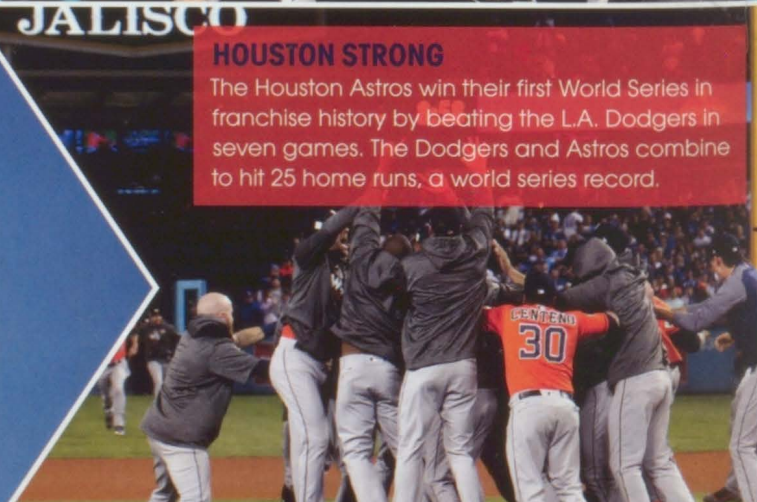 JALISCO
HOUSTON STRONG
The Houston Astros win their first World Series in
franchise history by beating the L.A. Dodgers in
seven games. The Dodgers and Astros combine
to hit 25 home runs, a world series record.
CENTENO
30